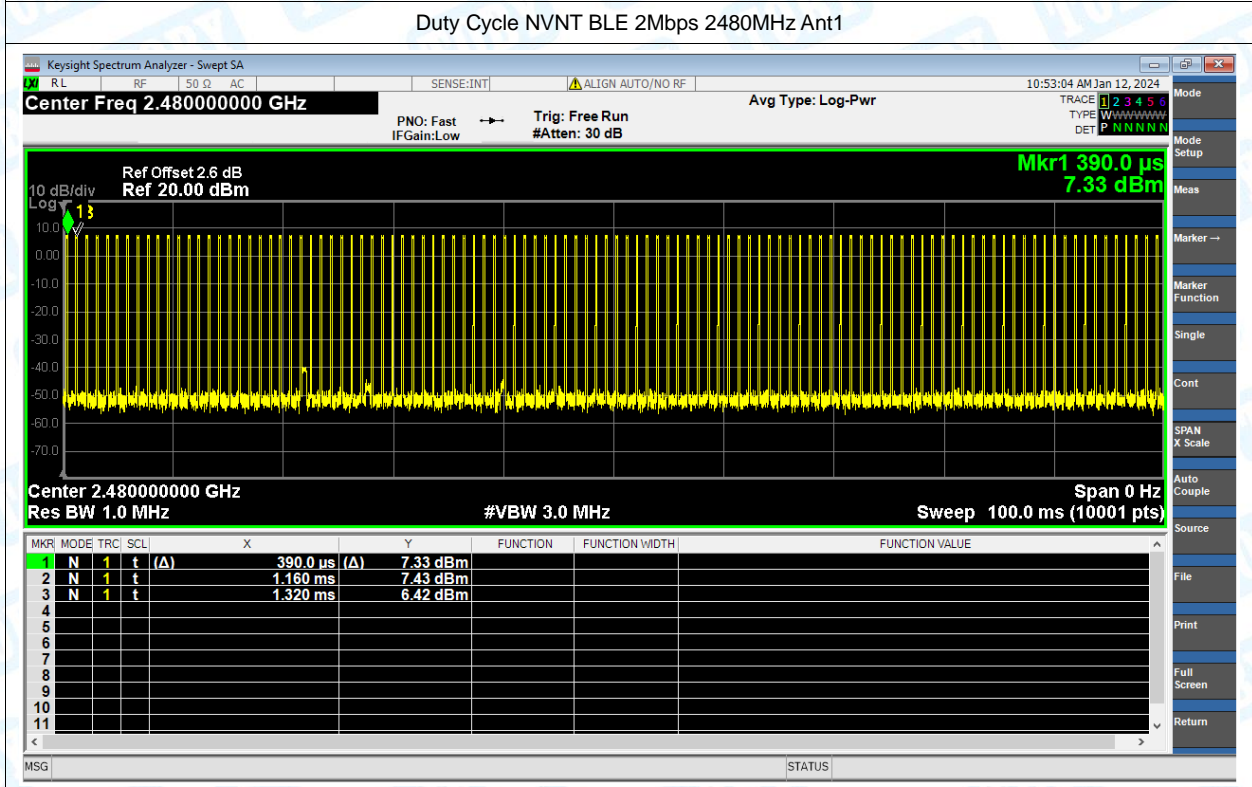 Duty Cycle NVNT BLE 2Mbps 2480MHz Ant1
Keysight Spectrum Analyzer - Swept SA
LXI RL RF 50 Ω AC SENSE:INT ALIGN AUTO/NO RF 10:53:04 AM Jan 12, 2024
Center Freq 2.480000000 GHz
PNO: Fast
IFGain:Low
Trig: Free Run
#Atten: 30 dB
Avg Type: Log-Pwr
TRACE 1 2 3 4 5 6
TYPE WWWWWW
DET P N N N N N
Mkr1 390.0 µs
7.33 dBm
Ref Offset 2.6 dB
10 dB/div Ref 20.00 dBm
Log
1 3
10.0
0.00
-10.0
-20.0
-30.0
-40.0
-50.0
-60.0
-70.0
Center 2.480000000 GHz Span 0 Hz
Res BW 1.0 MHz #VBW 3.0 MHz Sweep 100.0 ms (10001 pts)
MKR MODE TRC SCL X Y FUNCTION FUNCTION WIDTH FUNCTION VALUE
1 N 1 t (Δ) 390.0 µs (Δ) 7.33 dBm
2 N 1 t 1.160 ms 7.43 dBm
3 N 1 t 1.320 ms 6.42 dBm
4
5
6
7
8
9
10
11
MSG STATUS
Mode
Mode
Setup
Meas
Marker →
Marker
Function
Single
Cont
SPAN
X Scale
Auto
Couple
Source
File
Print
Full
Screen
Return